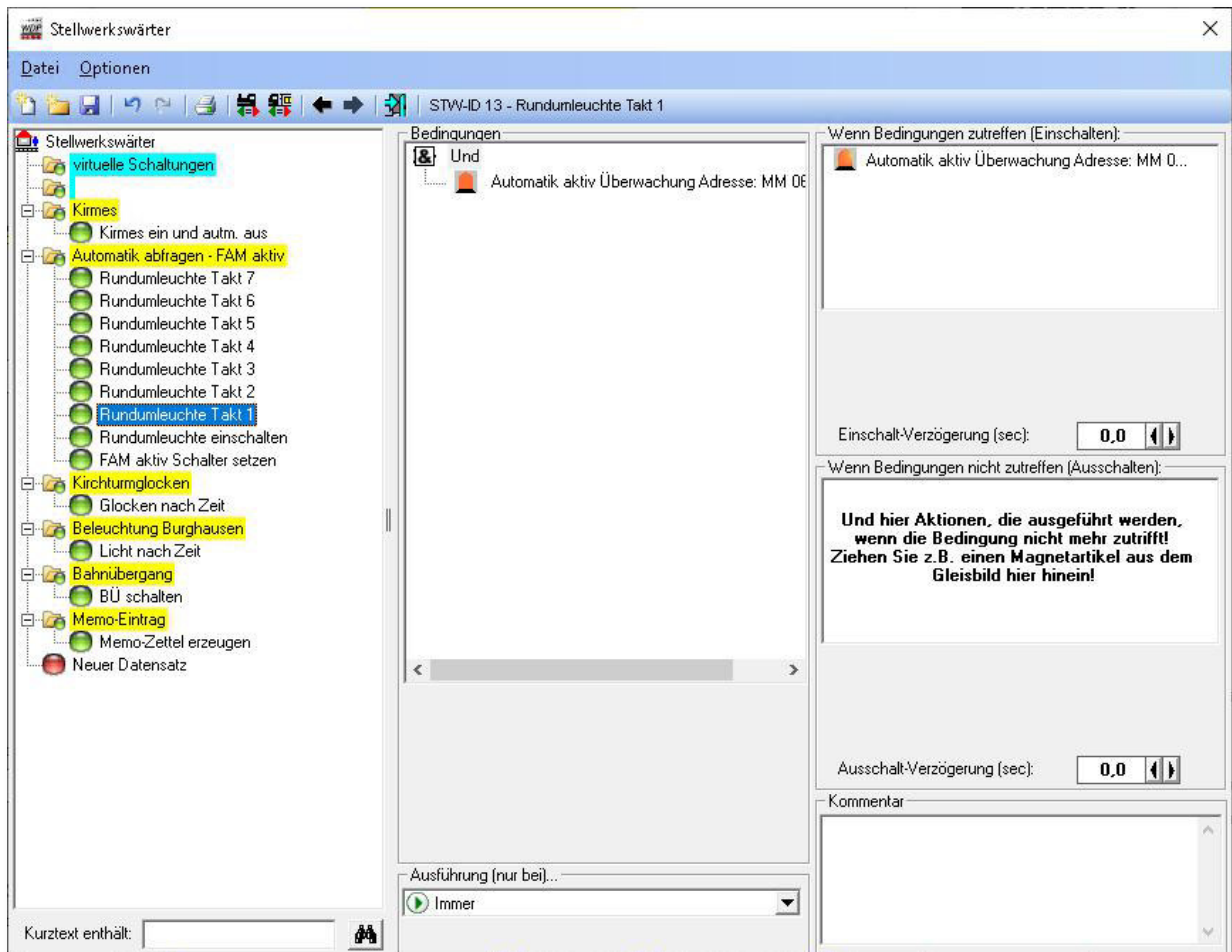 Stellwerkswärter
Datei Optionen
STW-ID 13 - Rundumleuchte Takt 1
Stellwerkswärter
virtuelle Schaltungen
Kirmes
Kirmes ein und autm. aus
Automatik abfragen - FAM aktiv
Rundumleuchte Takt 7
Rundumleuchte Takt 6
Rundumleuchte Takt 5
Rundumleuchte Takt 4
Rundumleuchte Takt 3
Rundumleuchte Takt 2
Rundumleuchte Takt 1
Rundumleuchte einschalten
FAM aktiv Schalter setzen
Kirchturmglocken
Glocken nach Zeit
Beleuchtung Burghausen
Licht nach Zeit
Bahnübergang
BÜ schalten
Memo-Eintrag
Memo-Zettel erzeugen
Neuer Datensatz
Kurztext enthält:
Bedingungen
& Und
Automatik aktiv Überwachung Adresse: MM 06
Ausführung (nur bei)...
Immer
Wenn Bedingungen zutreffen (Einschalten):
Automatik aktiv Überwachung Adresse: MM 0...
Einschalt-Verzögerung (sec): 0,0
Wenn Bedingungen nicht zutreffen (Ausschalten):
Und hier Aktionen, die ausgeführt werden,
wenn die Bedingung nicht mehr zutrifft!
Ziehen Sie z.B. einen Magnetartikel aus dem
Gleisbild hier hinein!
Ausschalt-Verzögerung (sec): 0,0
Kommentar